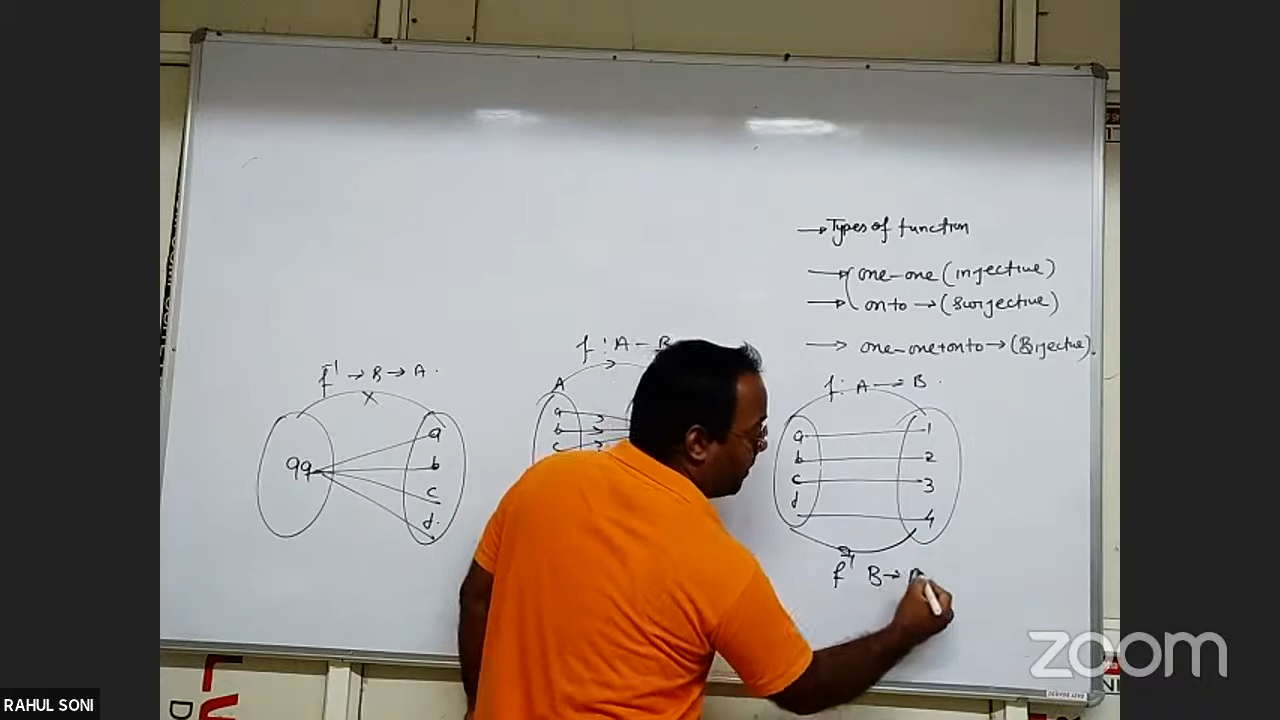 → Types of function
→ one-one (injective)
→ onto → (Surjective)
→ one-one+onto → (Bijective).
f⁻¹ → B → A.
99
a
b
c
d.
f : A – B
A
a
b
c
f : A → B.
a
b
c
d
1
2
3
4
f⁻¹ B →
zoom
RAHUL SONI